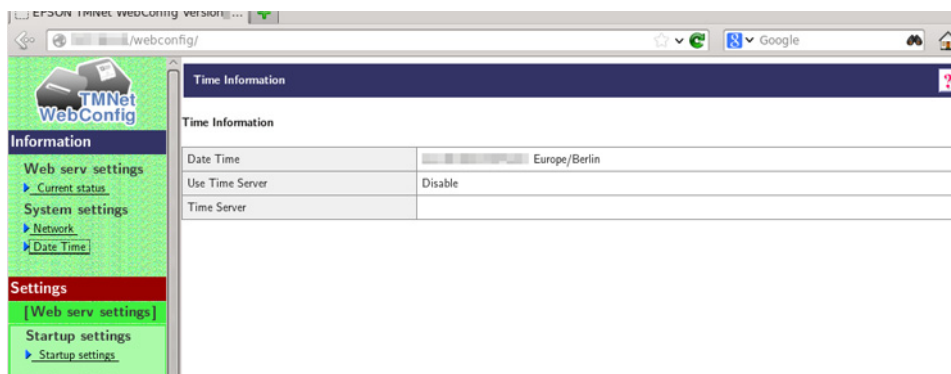 EPSON TMNet WebConfig Version ...
/webconfig/
Google
TMNet
WebConfig
Information
Web serv settings
Current status
System settings
Network
Date Time
Settings
[Web serv settings]
Startup settings
Startup settings
Time Information
?
Time Information
Date Time Europe/Berlin
Use Time Server Disable
Time Server